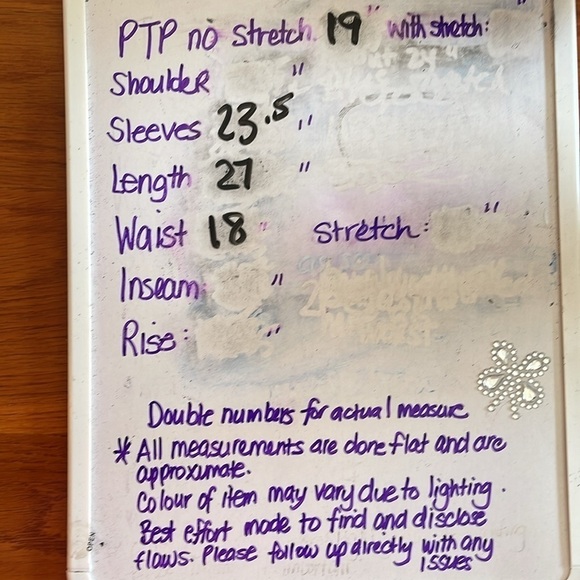 PTP no stretch 19" with stretch: "
Shoulder "
Sleeves 23.5 "
Length 27 "
Waist 18 " stretch: "
Inseam "
Rise: "
Double numbers for actual measure
* All measurements are done flat and are
approximate.
Colour of item may vary due to lighting.
Best effort made to find and disclose
flaws. Please follow up directly with any
issues
OPEN